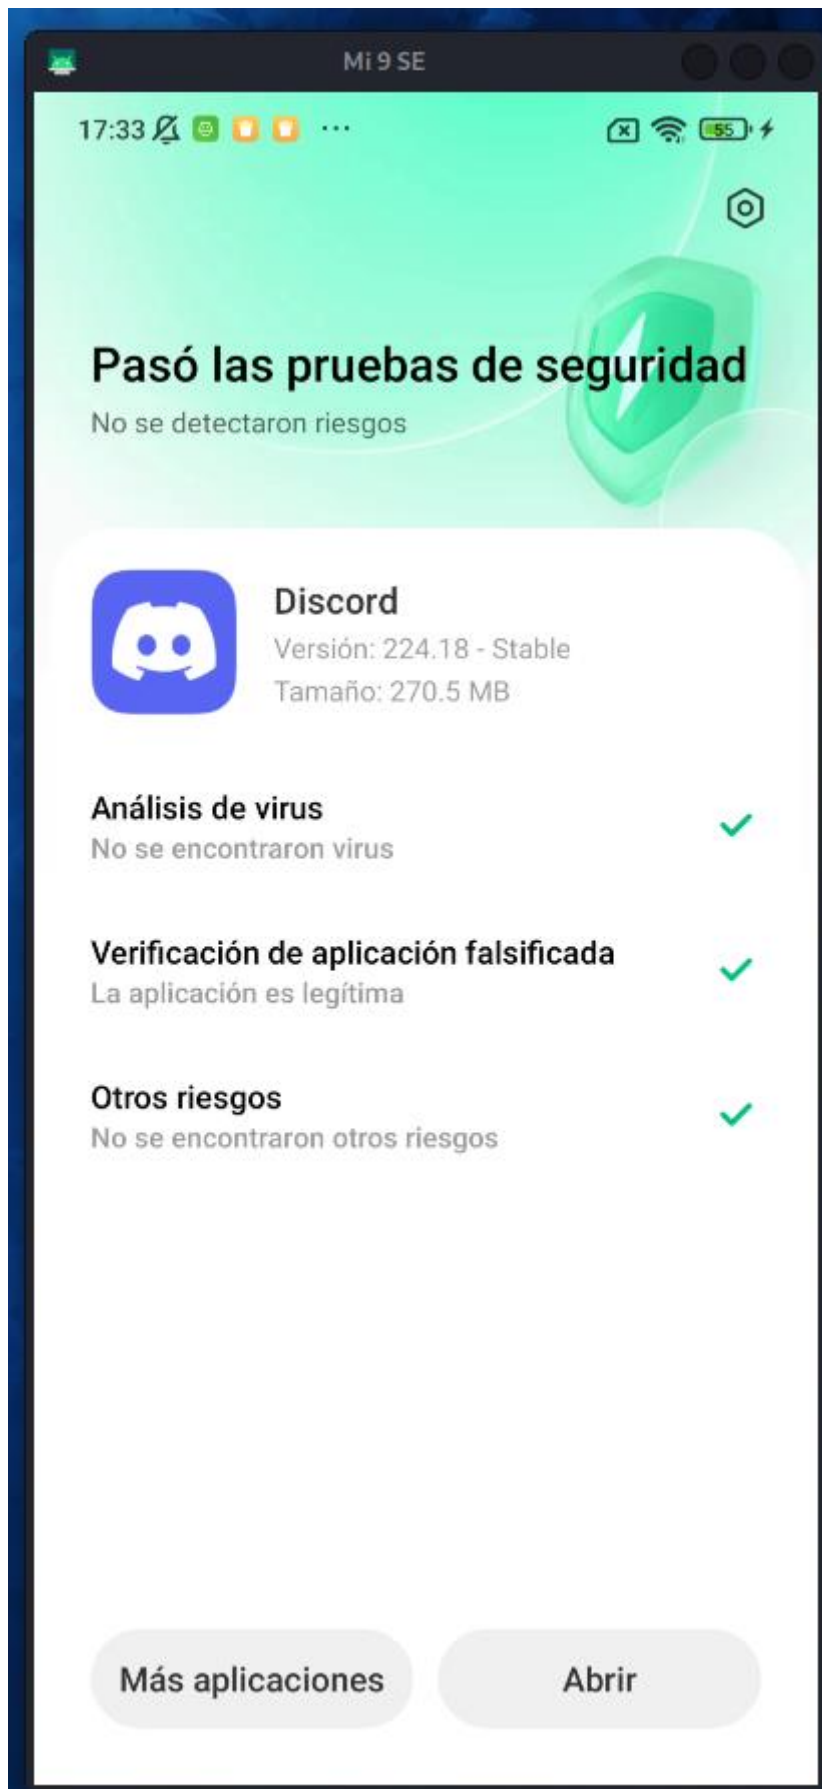 Mi 9 SE
17:33
55
Pasó las pruebas de seguridad
No se detectaron riesgos
Discord
Versión: 224.18 - Stable
Tamaño: 270.5 MB
Análisis de virus
No se encontraron virus
Verificación de aplicación falsificada
La aplicación es legítima
Otros riesgos
No se encontraron otros riesgos
Más aplicaciones
Abrir